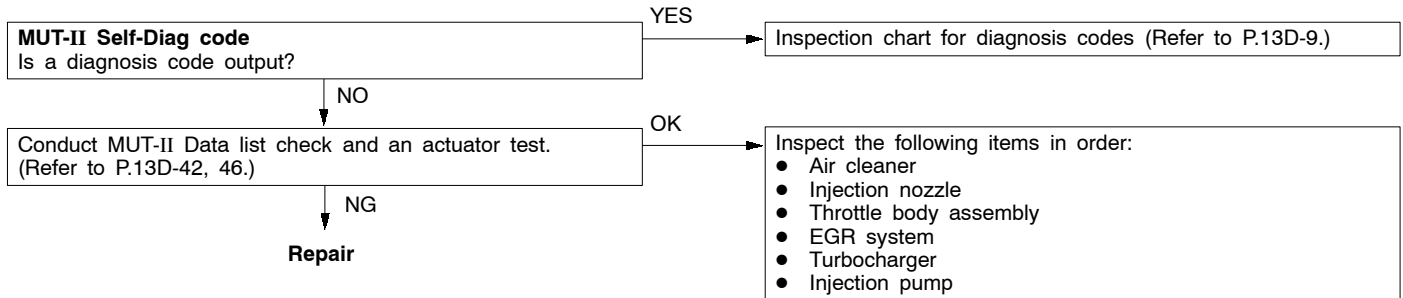 MUT-II Self-Diag code
Is a diagnosis code output?
YES
Inspection chart for diagnosis codes (Refer to P.13D-9.)
NO
Conduct MUT-II Data list check and an actuator test.
(Refer to P.13D-42, 46.)
OK
Inspect the following items in order:
● Air cleaner
● Injection nozzle
● Throttle body assembly
● EGR system
● Turbocharger
● Injection pump
NG
Repair